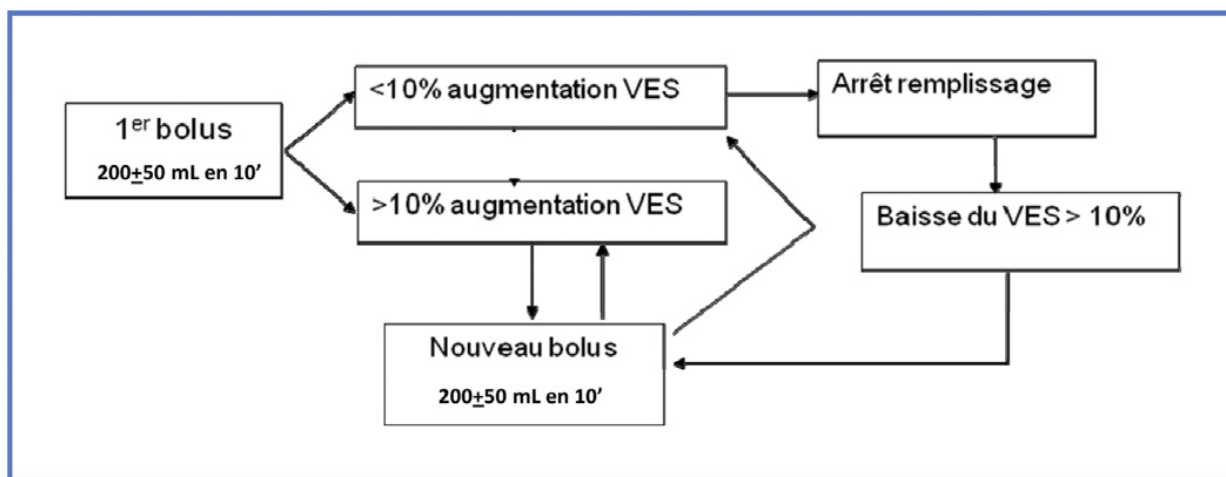 1er bolus
200±50 mL en 10’
<10% augmentation VES
>10% augmentation VES
Nouveau bolus
200±50 mL en 10’
Arrêt remplissage
Baisse du VES > 10%